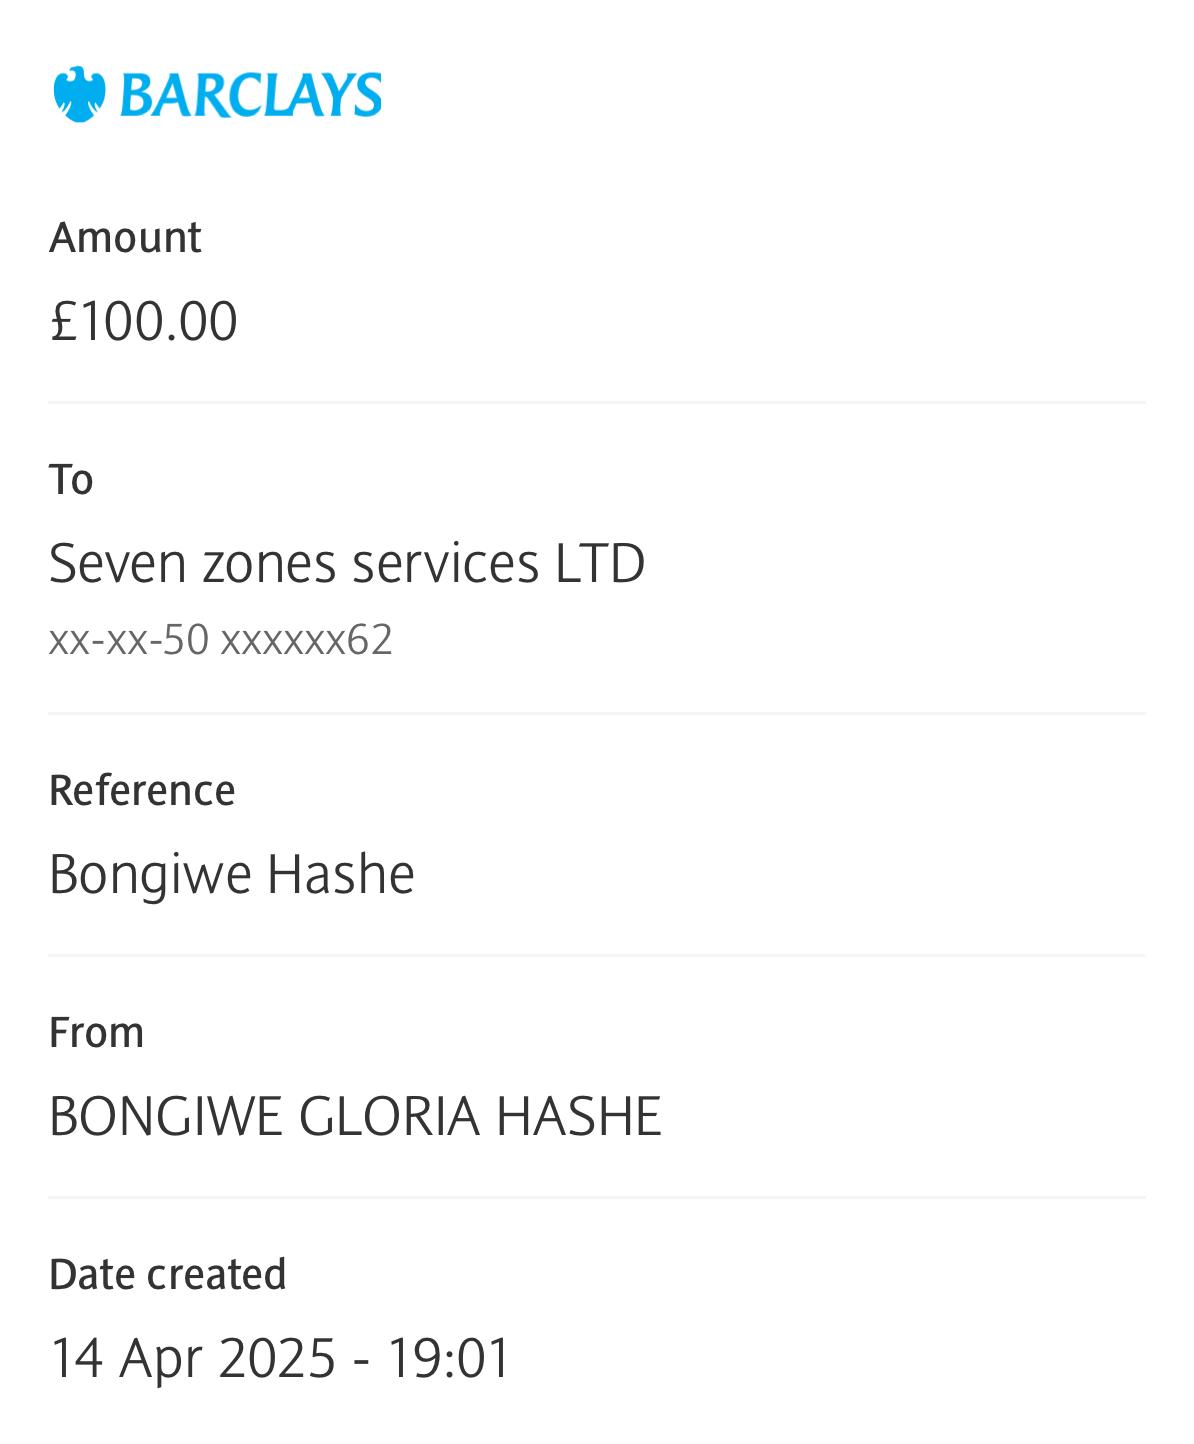 BARCLAYS
Amount
£100.00
To
Seven zones services LTD
xx-xx-50 xxxxxx62
Reference
Bongiwe Hashe
From
BONGIWE GLORIA HASHE
Date created
14 Apr 2025 - 19:01